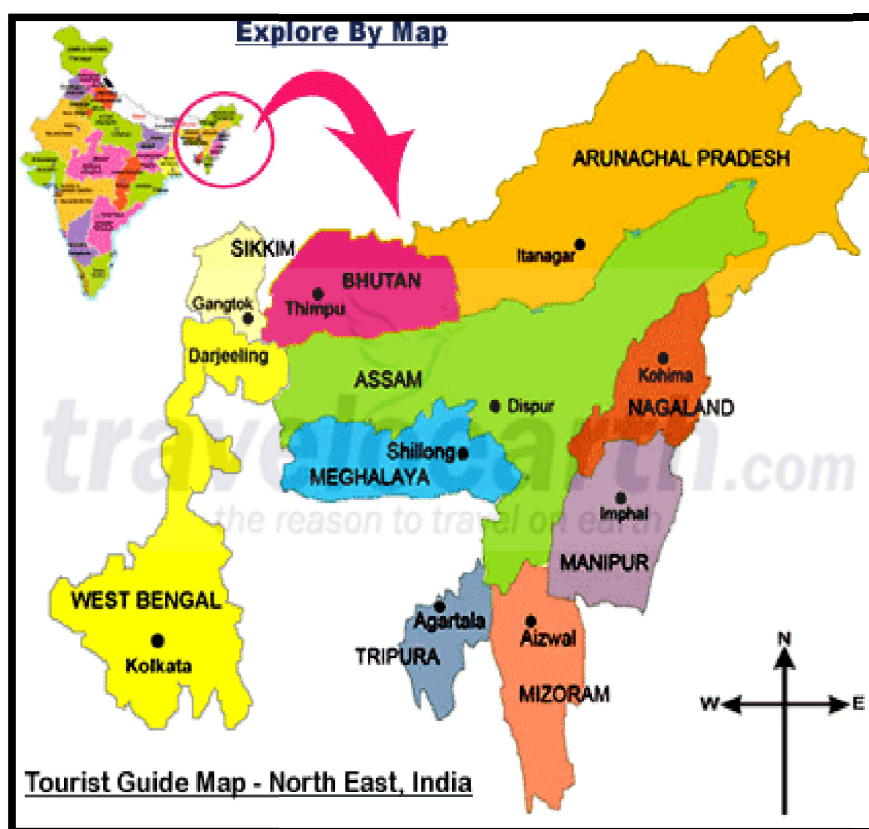 Explore By Map
ARUNACHAL PRADESH
Itanagar
SIKKIM
BHUTAN
Gangtok
Thimpu
Darjeeling
ASSAM
Kohima
Dispur
NAGALAND
travelnearth.com
Shillong
MEGHALAYA
Imphal
the reason to travel on earth
MANIPUR
WEST BENGAL
Agartala
Aizwal
Kolkata
TRIPURA
MIZORAM
N
W
E
Tourist Guide Map - North East, India